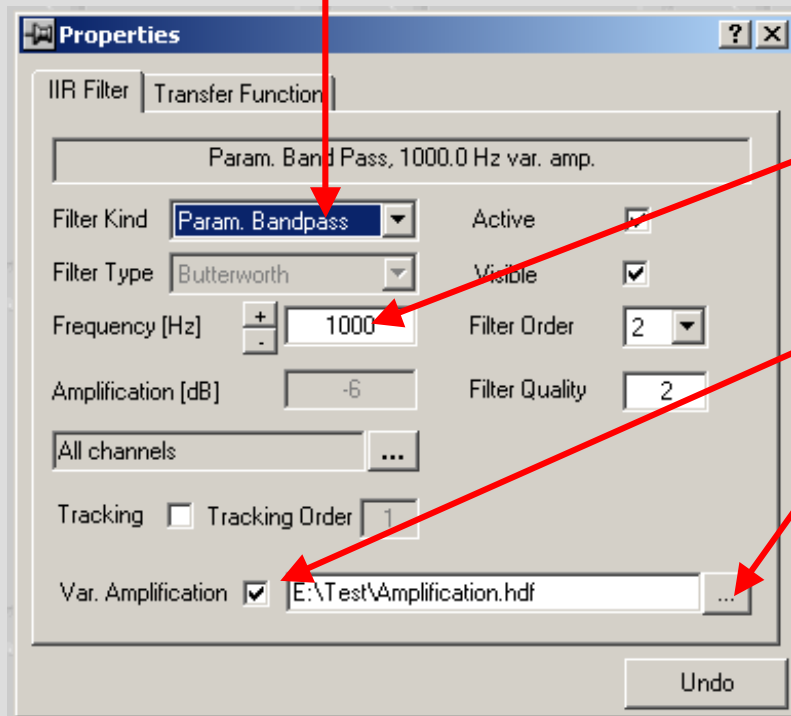 Properties ? X
IIR Filter Transfer Function
Param. Band Pass, 1000.0 Hz var. amp.
Filter Kind Param. Bandpass Active
Filter Type Butterworth Visible
Frequency [Hz] + - 1000 Filter Order 2
Amplification [dB] -6 Filter Quality 2
All channels ...
Tracking Tracking Order 1
Var. Amplification E:\Test\Amplification.hdf ...
Undo